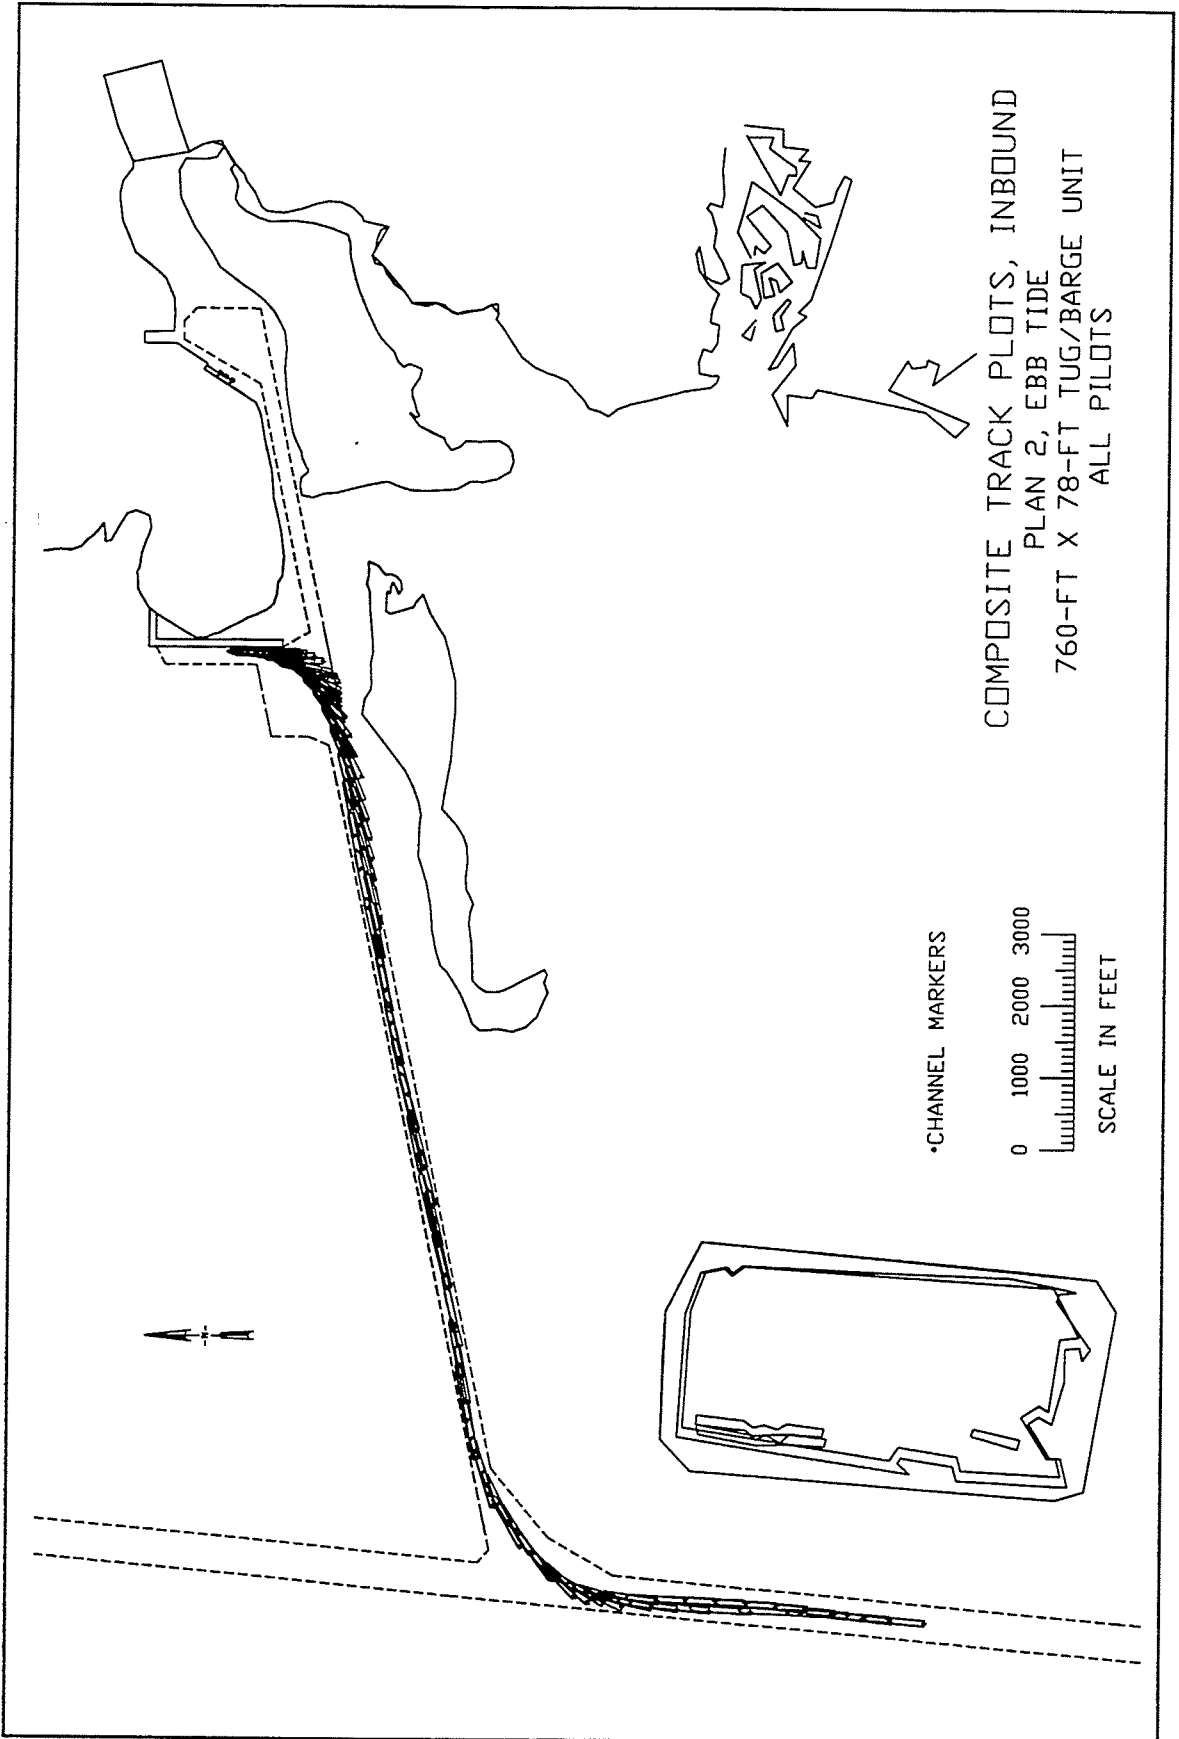 N
•CHANNEL MARKERS
0 1000 2000 3000
SCALE IN FEET
COMPOSITE TRACK PLOTS, INBOUND
PLAN 2, EBB TIDE
760-FT X 78-FT TUG/BARGE UNIT
ALL PILOTS